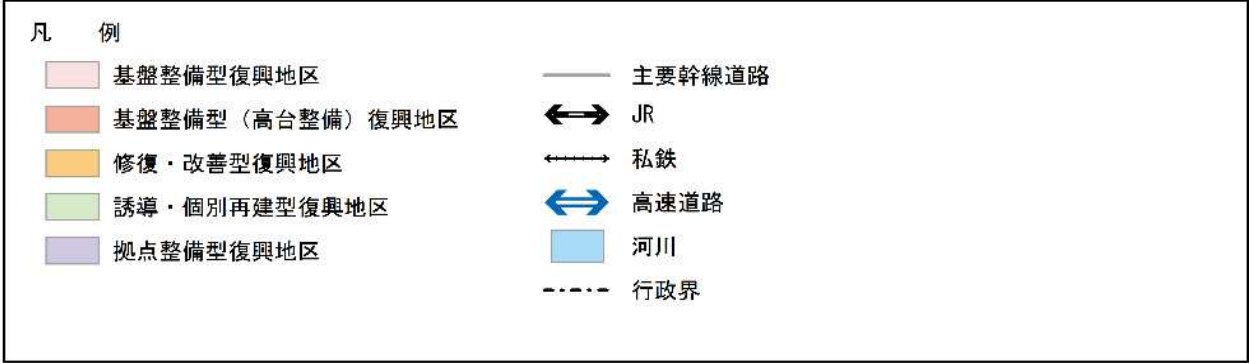 凡　例
基盤整備型復興地区
基盤整備型（高台整備）復興地区
修復・改善型復興地区
誘導・個別再建型復興地区
拠点整備型復興地区
主要幹線道路
JR
私鉄
高速道路
河川
行政界